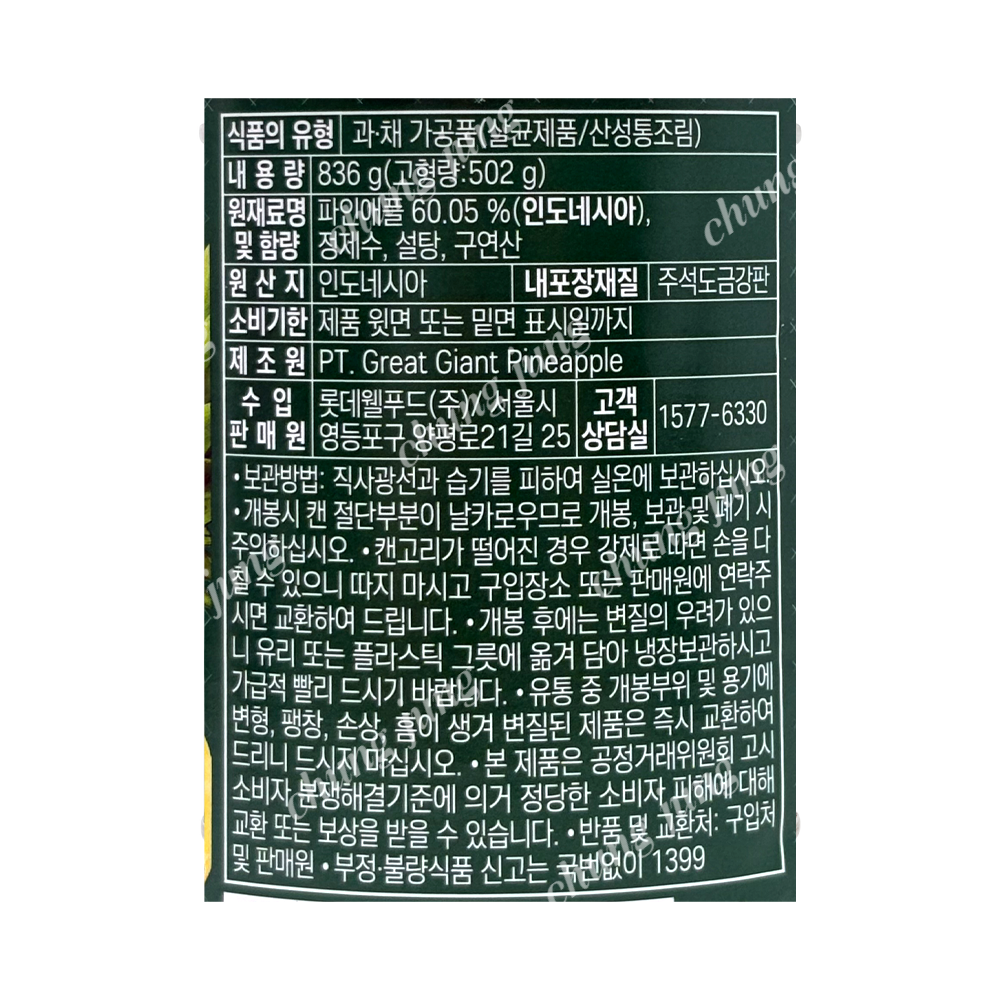 식품의 유형 과·채 가공품(살균제품/산성통조림)
내 용 량 836 g(고형량:502 g)
원재료명 파인애플 60.05 %(인도네시아),
및 함량 정제수, 설탕, 구연산
원 산 지 인도네시아 내포장재질 주석도금강판
소비기한 제품 윗면 또는 밑면 표시일까지
제 조 원 PT. Great Giant Pineapple
수 입 롯데웰푸드(주)/ 서울시 고객 1577-6330
판 매 원 영등포구 양평로21길 25 상담실
•보관방법: 직사광선과 습기를 피하여 실온에 보관하십시오.
•개봉시 캔 절단부분이 날카로우므로 개봉, 보관 및 폐기 시
주의하십시오. •캔고리가 떨어진 경우 강제로 따면 손을 다
칠 수 있으니 따지 마시고 구입장소 또는 판매원에 연락주
시면 교환하여 드립니다. •개봉 후에는 변질의 우려가 있으
니 유리 또는 플라스틱 그릇에 옮겨 담아 냉장보관하시고
가급적 빨리 드시기 바랍니다. •유통 중 개봉부위 및 용기에
변형, 팽창, 손상, 흠이 생겨 변질된 제품은 즉시 교환하여
드리니 드시지 마십시오. •본 제품은 공정거래위원회 고시
소비자 분쟁해결기준에 의거 정당한 소비자 피해에 대해
교환 또는 보상을 받을 수 있습니다. •반품 및 교환처: 구입처
및 판매원 •부정·불량식품 신고는 국번없이 1399
chung jung
chung
chung jung
jung
chung jung
chung jung
chung jung